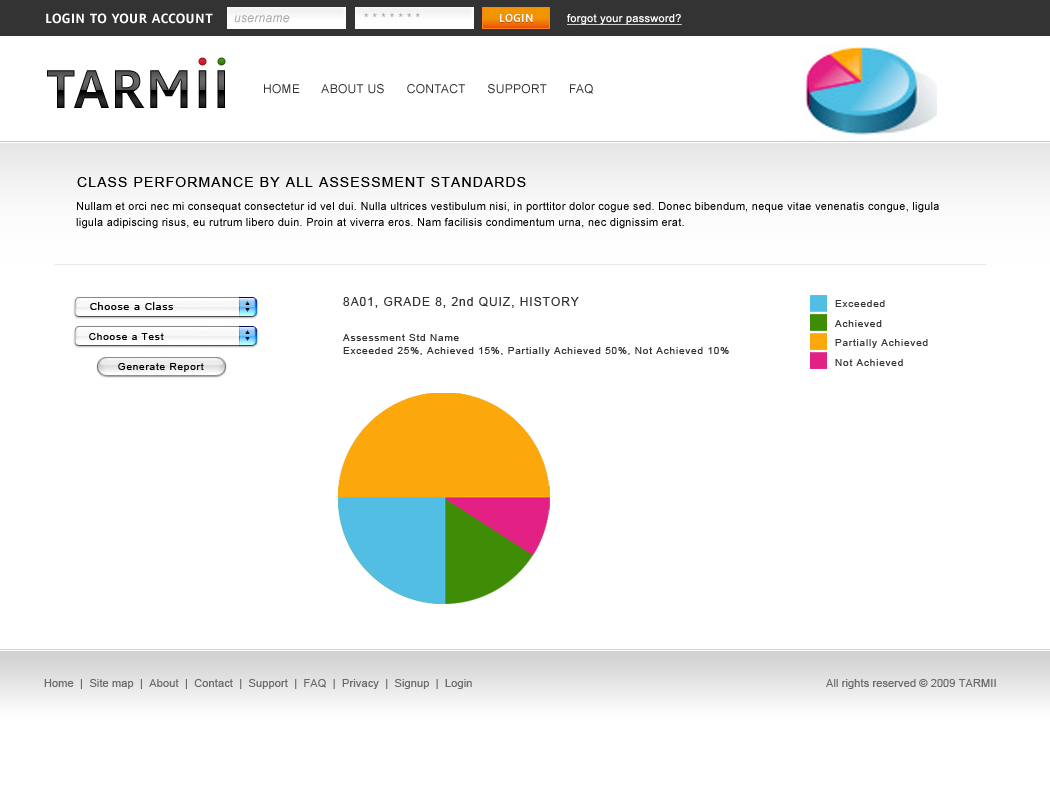 LOGIN TO YOUR ACCOUNT username ******* LOGIN forgot your password?
TARMii
HOME ABOUT US CONTACT SUPPORT FAQ
CLASS PERFORMANCE BY ALL ASSESSMENT STANDARDS
Nullam et orci nec mi consequat consectetur id vel dui. Nulla ultrices vestibulum nisi, in porttitor dolor cogue sed. Donec bibendum, neque vitae venenatis congue, ligula
ligula adipiscing risus, eu rutrum libero duin. Proin at viverra eros. Nam facilisis condimentum urna, nec dignissim erat.
Choose a Class
Choose a Test
Generate Report
8A01, GRADE 8, 2nd QUIZ, HISTORY
Assessment Std Name
Exceeded 25%, Achieved 15%, Partially Achieved 50%, Not Achieved 10%
Exceeded
Achieved
Partially Achieved
Not Achieved
Home | Site map | About | Contact | Support | FAQ | Privacy | Signup | Login
All rights reserved © 2009 TARMII